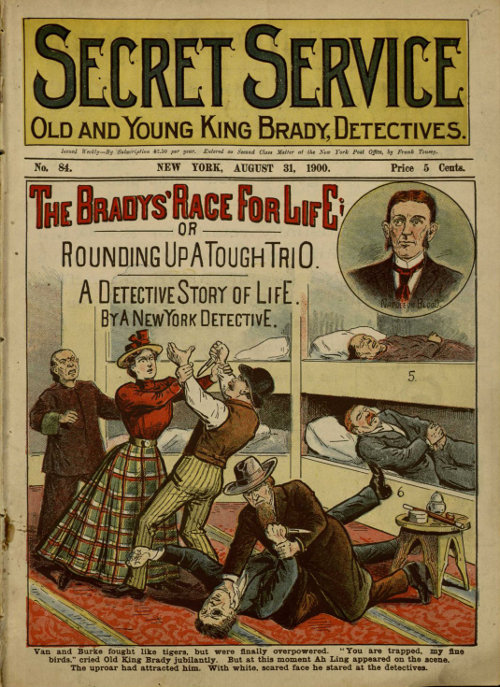 SECRET SERVICE
OLD AND YOUNG KING BRADY, DETECTIVES.
Issued Weekly—By Subscription $2.50 per year. Entered as Second Class Matter at the New York Post Office, by Frank Tousey.
No. 84. NEW YORK, AUGUST 31, 1900. Price 5 Cents.
THE BRADYS' RACE FOR LIFE;
OR
ROUNDING UP A TOUGH TRIO.
A DETECTIVE STORY OF LIFE.
BY A NEW YORK DETECTIVE.
5.
6
Van and Burke fought like tigers, but were finally overpowered. "You are trapped, my fine
birds," cried Old King Brady jubilantly. But at this moment Ah Ling appeared on the scene.
The uproar had attracted him. With white, scared face he stared at the detectives.